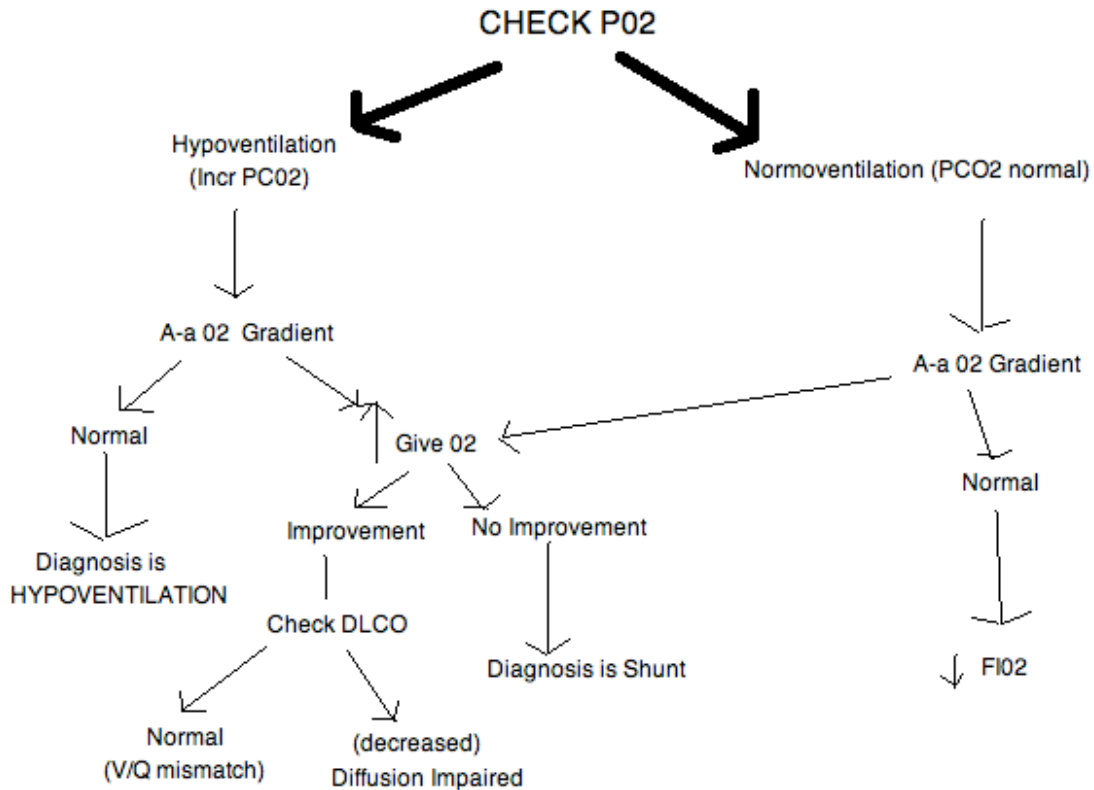 CHECK P02
Hypoventilation
(Incr PC02)
Normoventilation (PCO2 normal)
A-a 02 Gradient
A-a 02 Gradient
Normal
Give 02
Normal
Improvement
No Improvement
Diagnosis is
HYPOVENTILATION
Check DLCO
Diagnosis is Shunt
FI02
Normal
(V/Q mismatch)
(decreased)
Diffusion Impaired